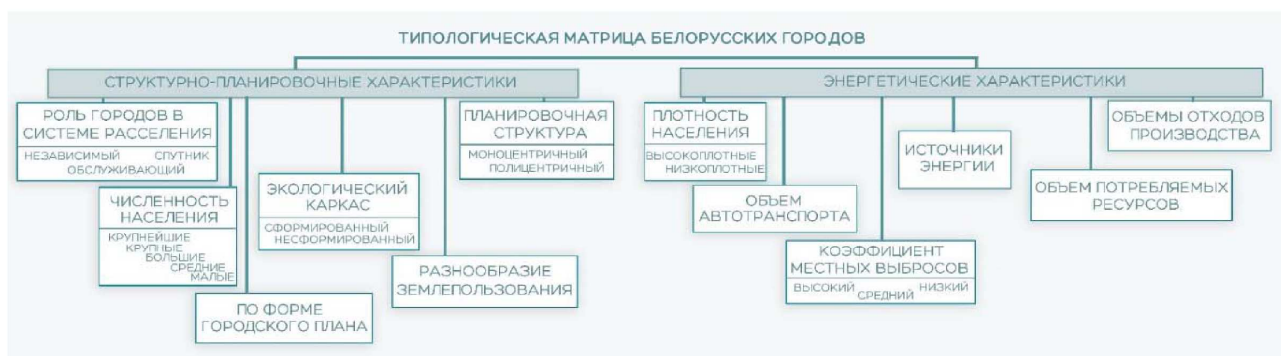 ТИПОЛОГИЧЕСКАЯ МАТРИЦА БЕЛОРУССКИХ ГОРОДОВ
СТРУКТУРНО-ПЛАНИРОВОЧНЫЕ ХАРАКТЕРИСТИКИ
РОЛЬ ГОРОДОВ В
СИСТЕМЕ РАССЕЛЕНИЯ
НЕЗАВИСИМЫЙ СПУТНИК
ОБСЛУЖИВАЮЩИЙ
ЧИСЛЕННОСТЬ
НАСЕЛЕНИЯ
КРУПНЕЙШИЕ
КРУПНЫЕ
БОЛЬШИЕ
СРЕДНИЕ
МАЛЫЕ
ПО ФОРМЕ
ГОРОДСКОГО ПЛАНА
ЭКОЛОГИЧЕСКИЙ
КАРКАС
СФОРМИРОВАННЫЙ
НЕСФОРМИРОВАННЫЙ
РАЗНООБРАЗИЕ
ЗЕМЛЕПОЛЬЗОВАНИЯ
ПЛАНИРОВОЧНАЯ
СТРУКТУРА
МОНОЦЕНТРИЧНЫЙ
ПОЛИЦЕНТРИЧНЫЙ
ЭНЕРГЕТИЧЕСКИЕ ХАРАКТЕРИСТИКИ
ПЛОТНОСТЬ
НАСЕЛЕНИЯ
ВЫСОКОПЛОТНЫЕ
НИЗКОПЛОТНЫЕ
ОБЪЕМ
АВТОТРАНСПОРТА
КОЭФФИЦИЕНТ
МЕСТНЫХ ВЫБРОСОВ
ВЫСОКИЙ СРЕДНИЙ НИЗКИЙ
ИСТОЧНИКИ
ЭНЕРГИИ
ОБЪЕМ ПОТРЕБЛЯЕМЫХ
РЕСУРСОВ
ОБЪЕМЫ ОТХОДОВ
ПРОИЗВОДСТВА